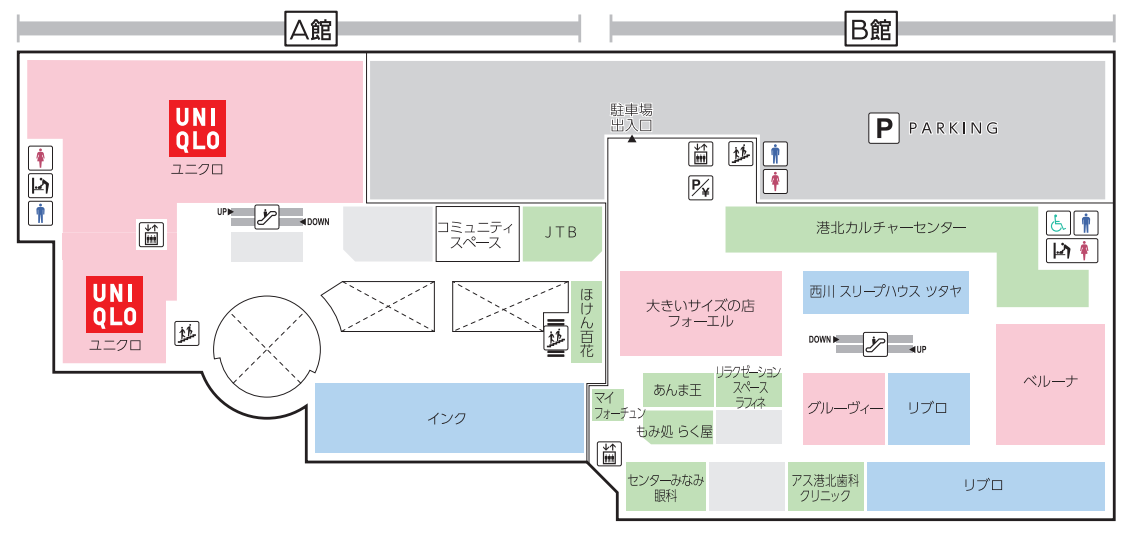 A館
B館
UNI
QLO
ユニクロ
駐車場
出入口
P PARKING
P/¥
UP
DOWN
コミュニティ
スペース
JTB
港北カルチャーセンター
UNI
QLO
ユニクロ
ほけん百花
大きいサイズの店
フォーエル
西川 スリープハウス ツタヤ
DOWN
UP
あんま王
リラクゼーション
スペース
ラフィネ
グルーヴィー
リブロ
ベルーナ
マイ
フォーチュン
インク
もみ処 らく屋
センターみなみ
眼科
アス港北歯科
クリニック
リブロ